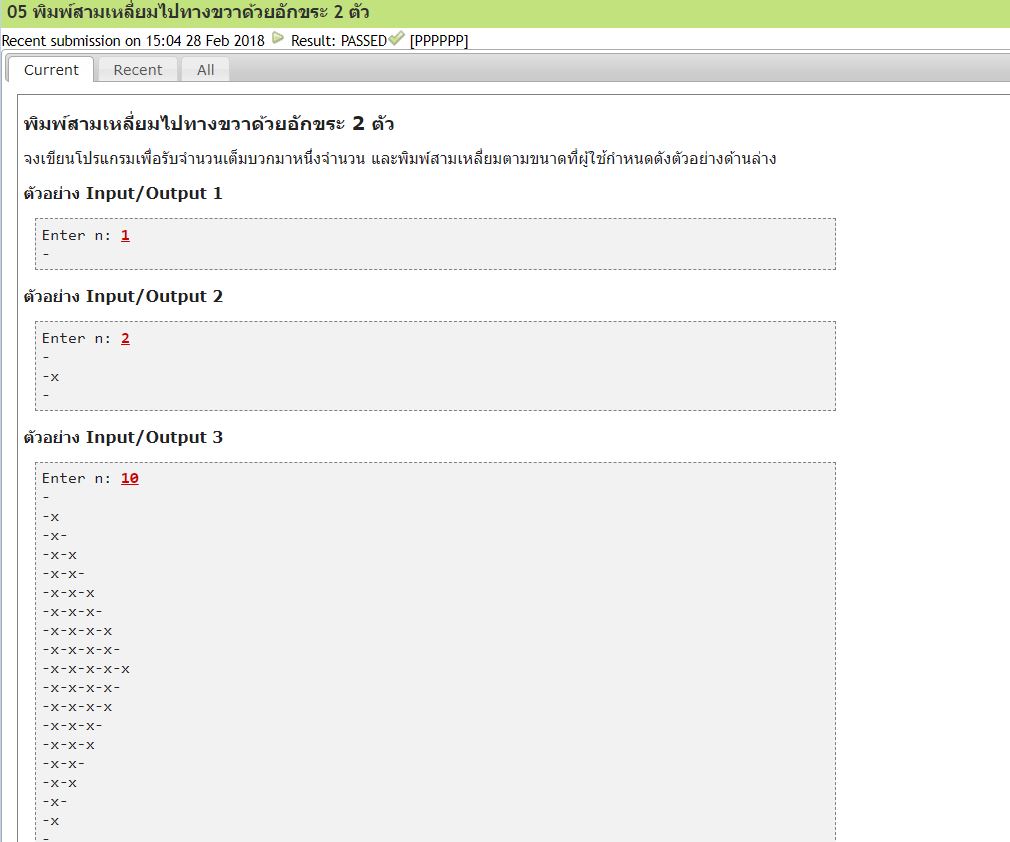 05 พิมพ์สามเหลี่ยมไปทางขวาด้วยอักขระ 2 ตัว
Recent submission on 15:04 28 Feb 2018 Result: PASSED [PPPPPP]
Current Recent All
พิมพ์สามเหลี่ยมไปทางขวาด้วยอักขระ 2 ตัว
จงเขียนโปรแกรมเพื่อรับจำนวนเต็มบวกมาหนึ่งจำนวน และพิมพ์สามเหลี่ยมตามขนาดที่ผู้ใช้กำหนดดังตัวอย่างด้านล่าง
ตัวอย่าง Input/Output 1
Enter n: 1
-
ตัวอย่าง Input/Output 2
Enter n: 2
-
-x
-
ตัวอย่าง Input/Output 3
Enter n: 10
-
-x
-x-
-x-x
-x-x-
-x-x-x
-x-x-x-
-x-x-x-x
-x-x-x-x-
-x-x-x-x-x
-x-x-x-x-
-x-x-x-x
-x-x-x-
-x-x-x
-x-x-
-x-x
-x-
-x
-